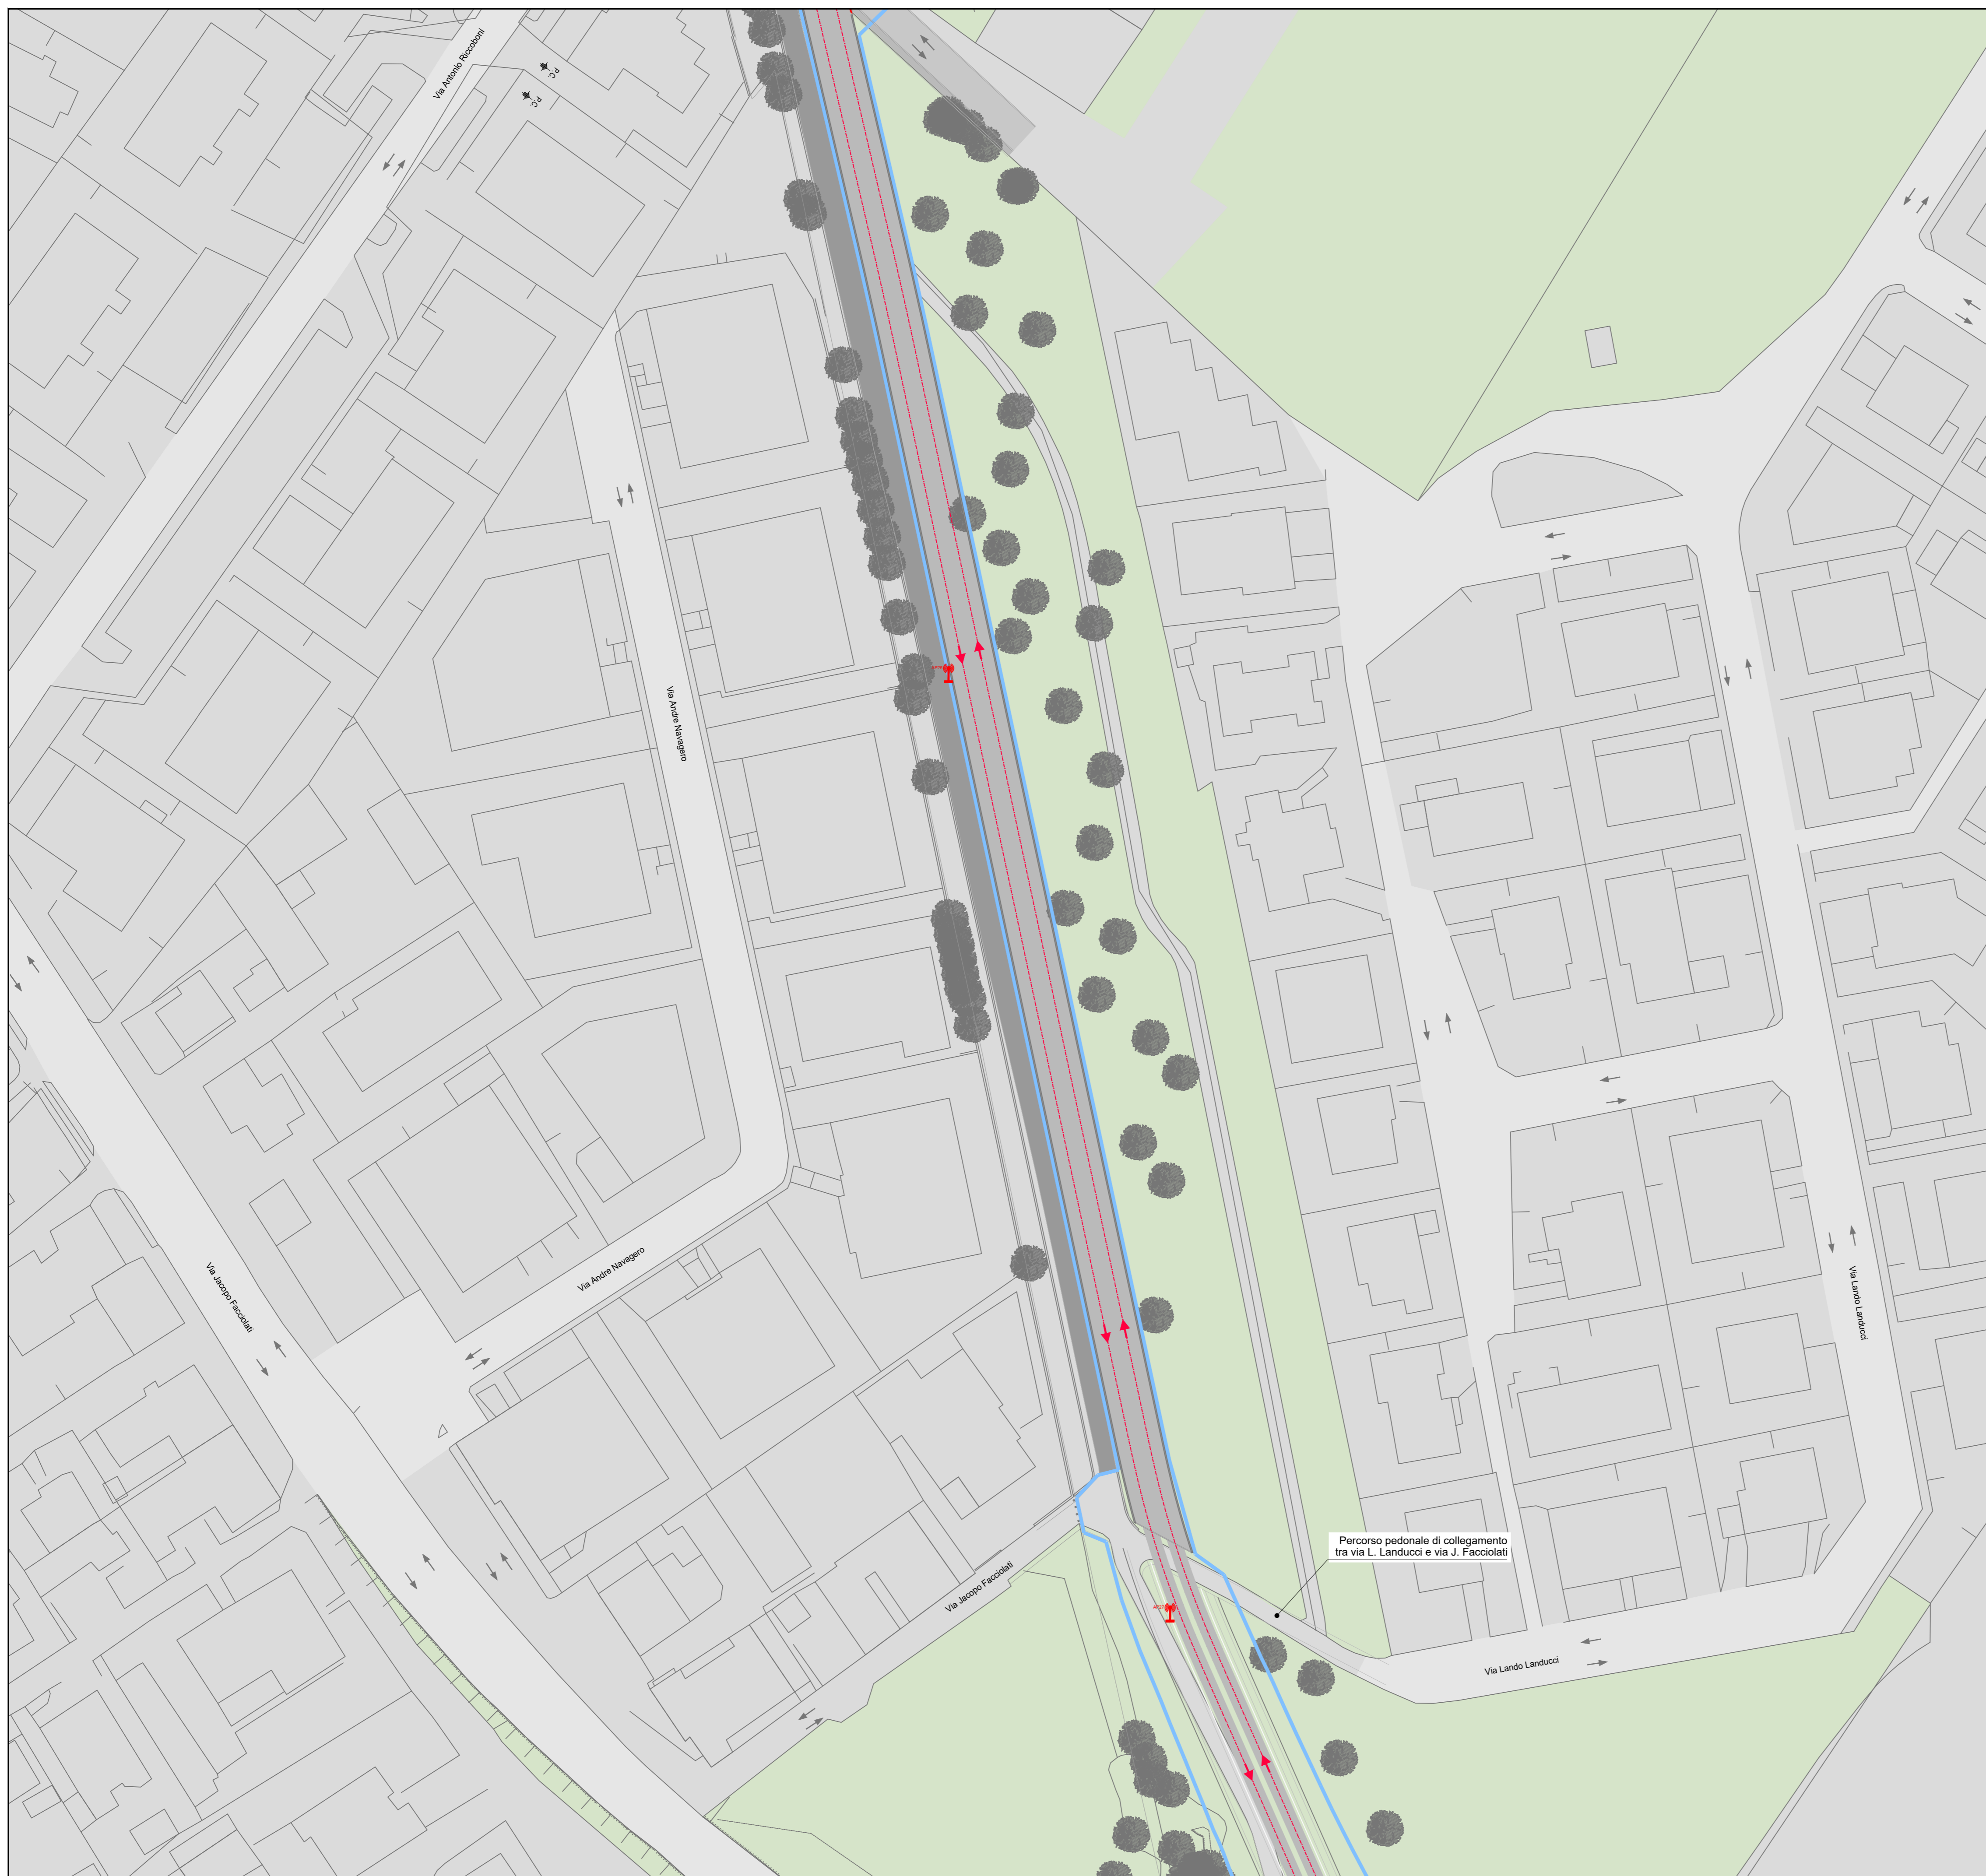 Via Antonio Riccoboni
P.C.
P.C.
Via Andre Navagero
Via Andre Navagero
Via Jacopo Facciolati
Via Jacopo Facciolati
Via Lando Landucci
Percorso pedonale di collegamento
tra via L. Landucci e via J. Facciolati
Via Lando Landucci